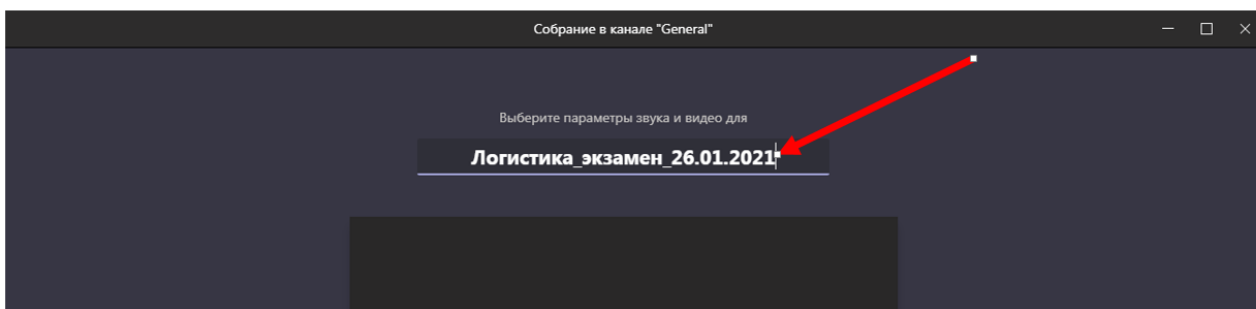 Собрание в канале "General"
Выберите параметры звука и видео для
Логистика_экзамен_26.01.2021